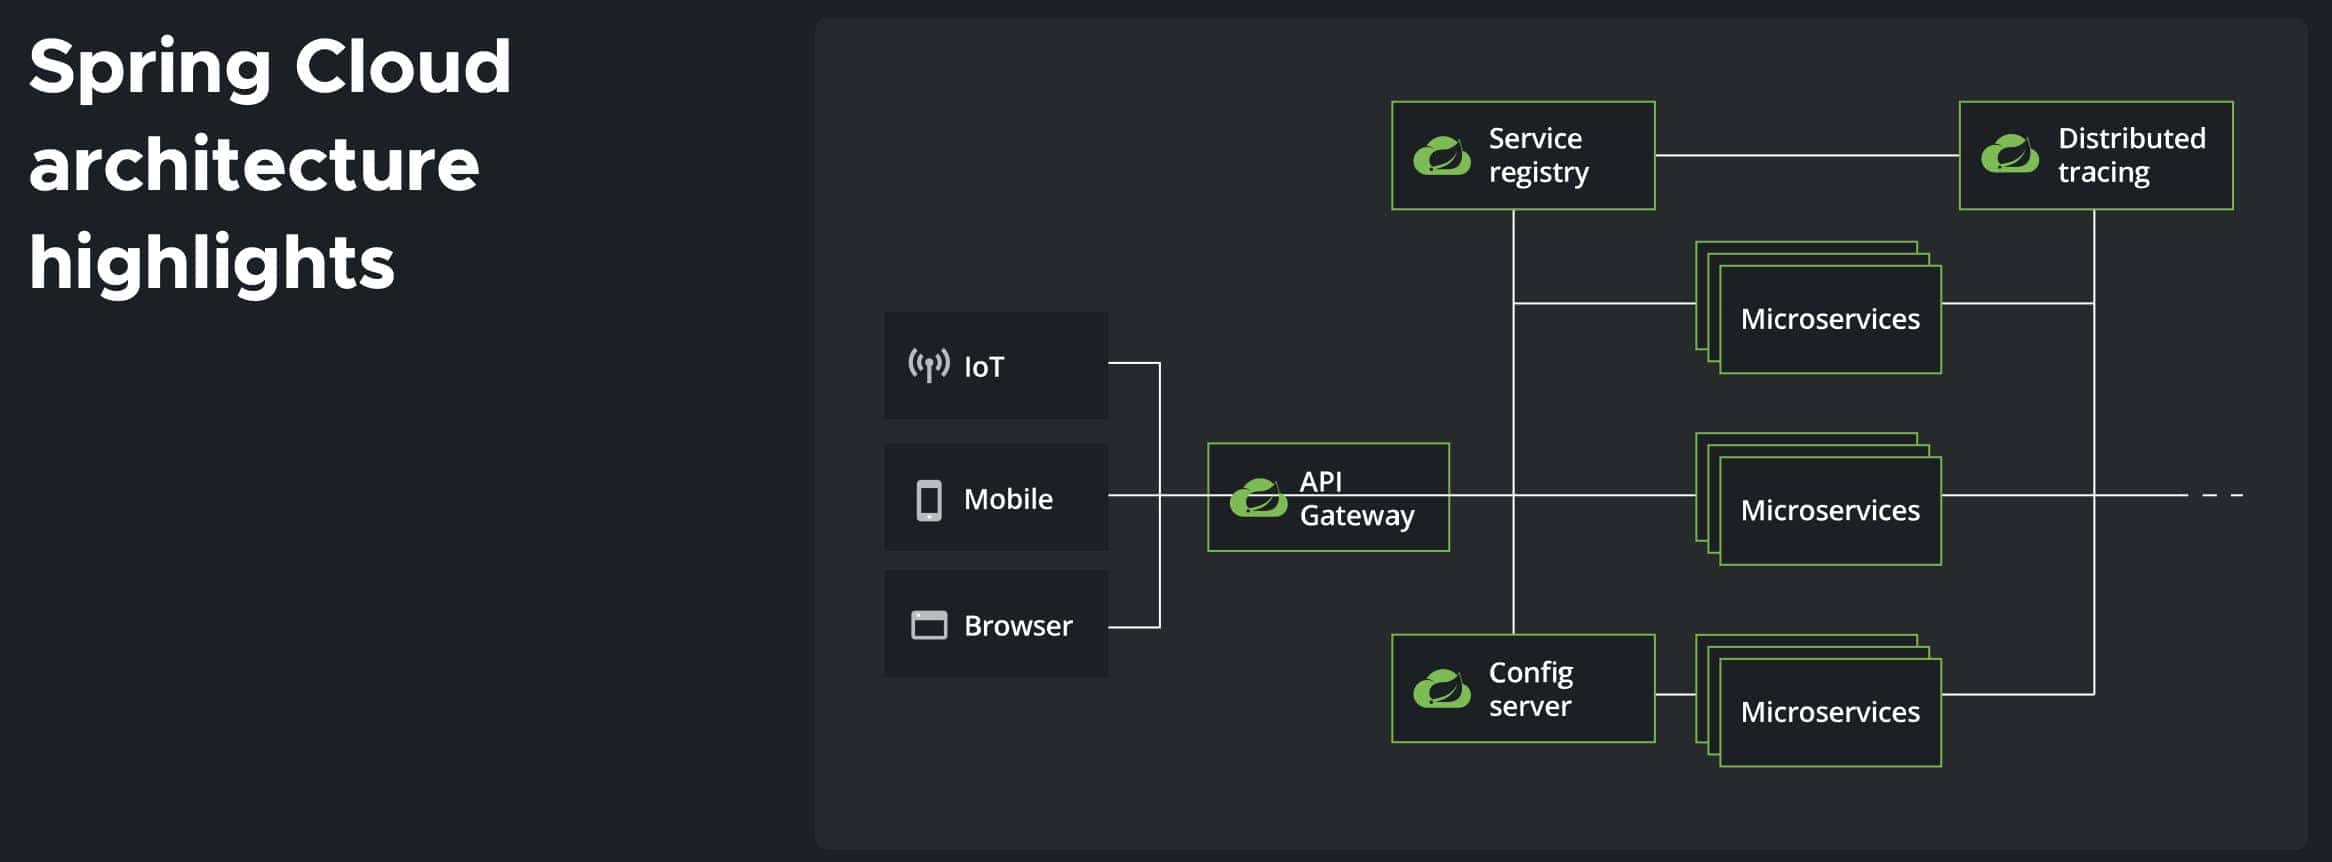 Spring Cloud
architecture
highlights
Service
registry
Distributed
tracing
Microservices
IoT
Mobile
API
Gateway
Microservices
Browser
Config
server
Microservices